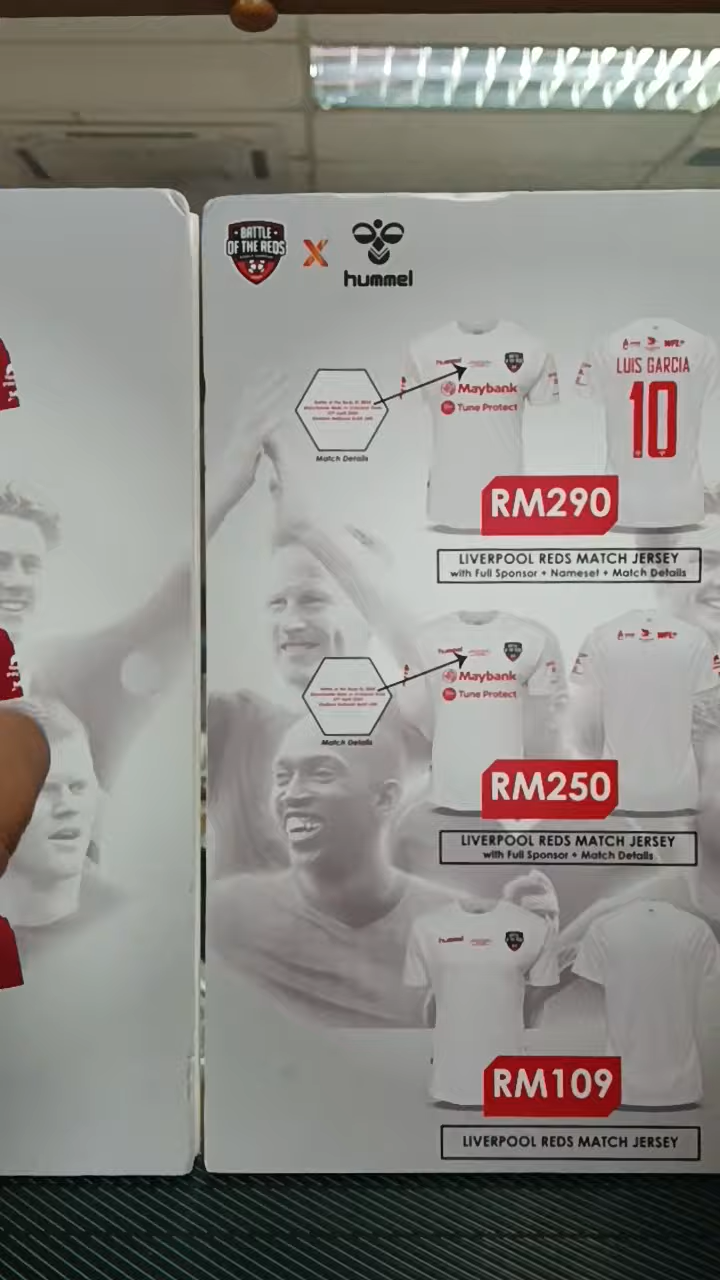 BATTLE
OF THE REDS
X
hummel
hummel
Maybank
Tune Protect
LUIS GARCIA
10
Match Details
RM290
LIVERPOOL REDS MATCH JERSEY
with Full Sponsor + Nameset + Match Details
hummel
Maybank
Tune Protect
Match Details
RM250
LIVERPOOL REDS MATCH JERSEY
with Full Sponsor + Match Details
hummel
RM109
LIVERPOOL REDS MATCH JERSEY